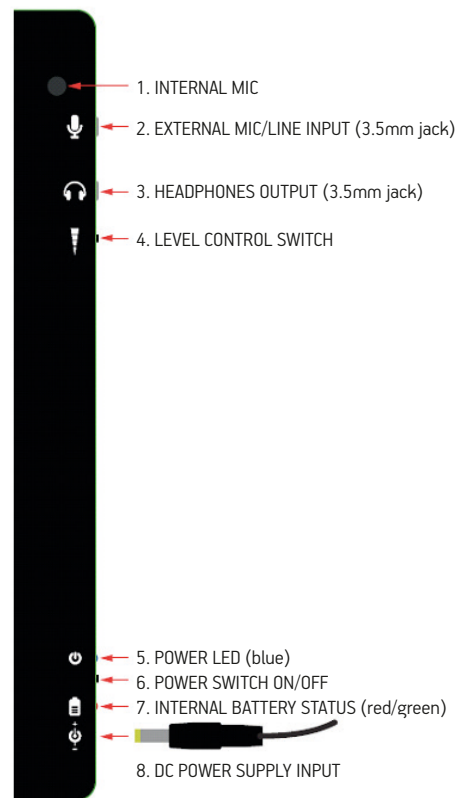 1. INTERNAL MIC
2. EXTERNAL MIC/LINE INPUT (3.5mm jack)
3. HEADPHONES OUTPUT (3.5mm jack)
4. LEVEL CONTROL SWITCH
5. POWER LED (blue)
6. POWER SWITCH ON/OFF
7. INTERNAL BATTERY STATUS (red/green)
8. DC POWER SUPPLY INPUT